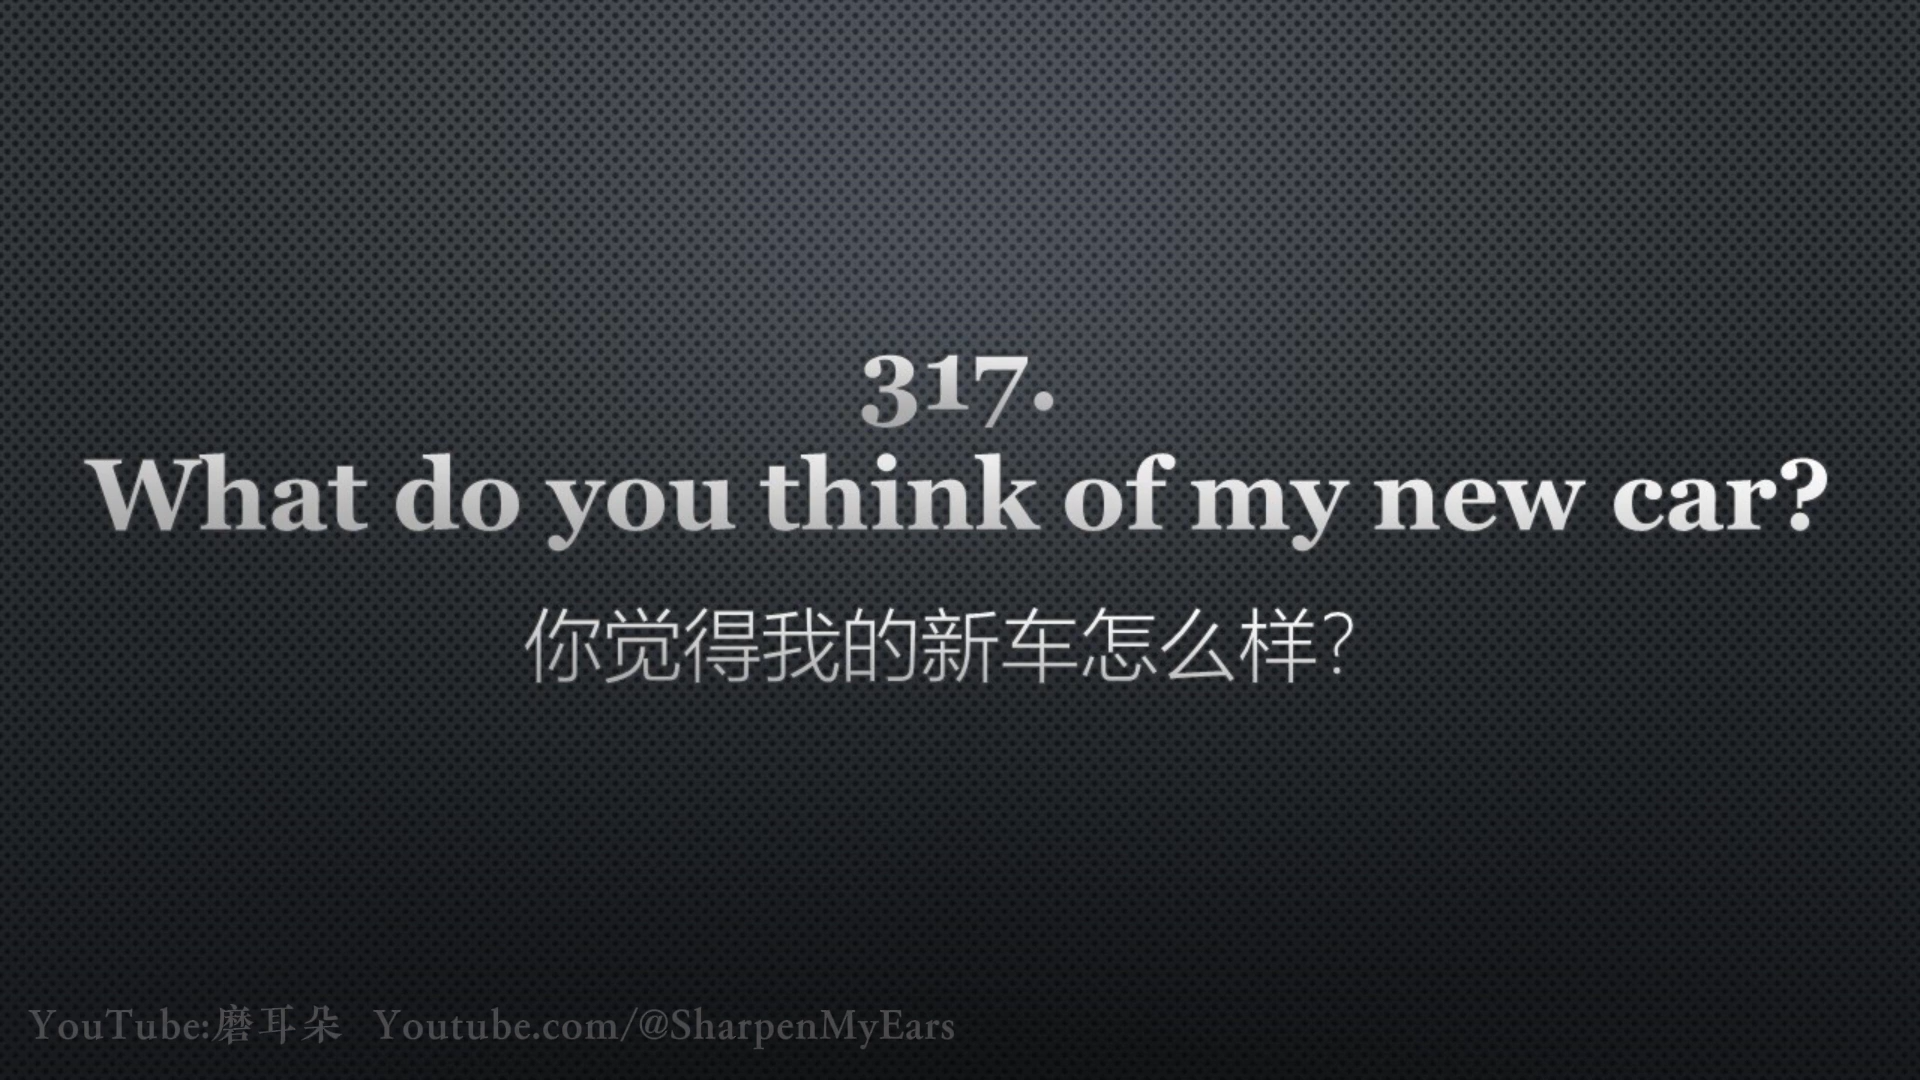 317.
What do you think of my new car?
你觉得我的新车怎么样?
YouTube:磨耳朵 Youtube.com/@SharpenMyEars